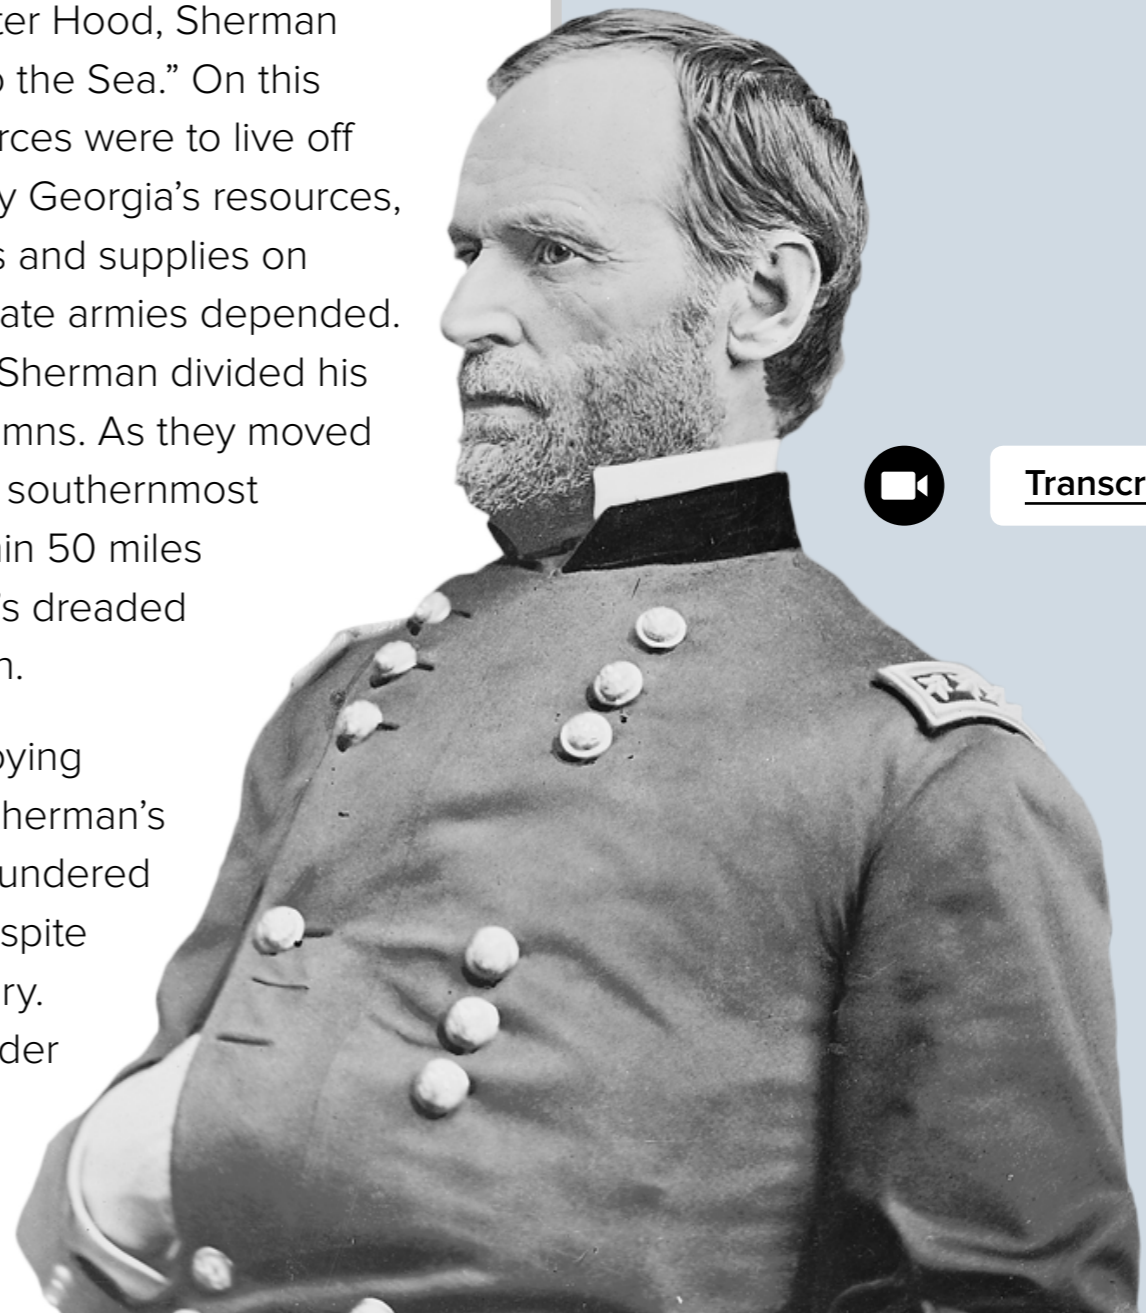 ter Hood, Sherman
o the Sea.” On this
rces were to live off
y Georgia’s resources,
s and supplies on
ate armies depended.
Sherman divided his
mns. As they moved
southernmost
in 50 miles
’s dreaded
n.
oying
herman’s
undered
spite
ry.
der
Transcr